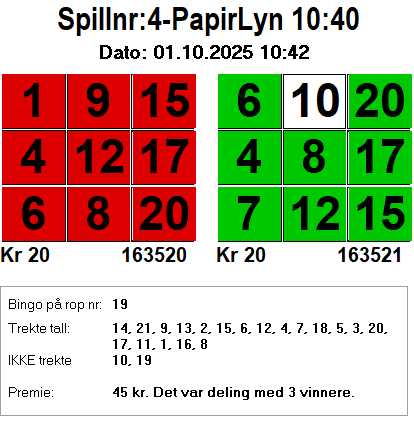 Spillnr:4-PapirLyn 10:40
Dato: 01.10.2025 10:42
1 9 15 6 10 20
4 12 17 4 8 17
6 8 20 7 12 15
Kr 20 163520 Kr 20 163521
Bingo på rop nr: 19
Trekte tall: 14, 21, 9, 13, 2, 15, 6, 12, 4, 7, 18, 5, 3, 20,
17, 11, 1, 16, 8
IKKE trekte 10, 19
Premie: 45 kr. Det var deling med 3 vinnere.